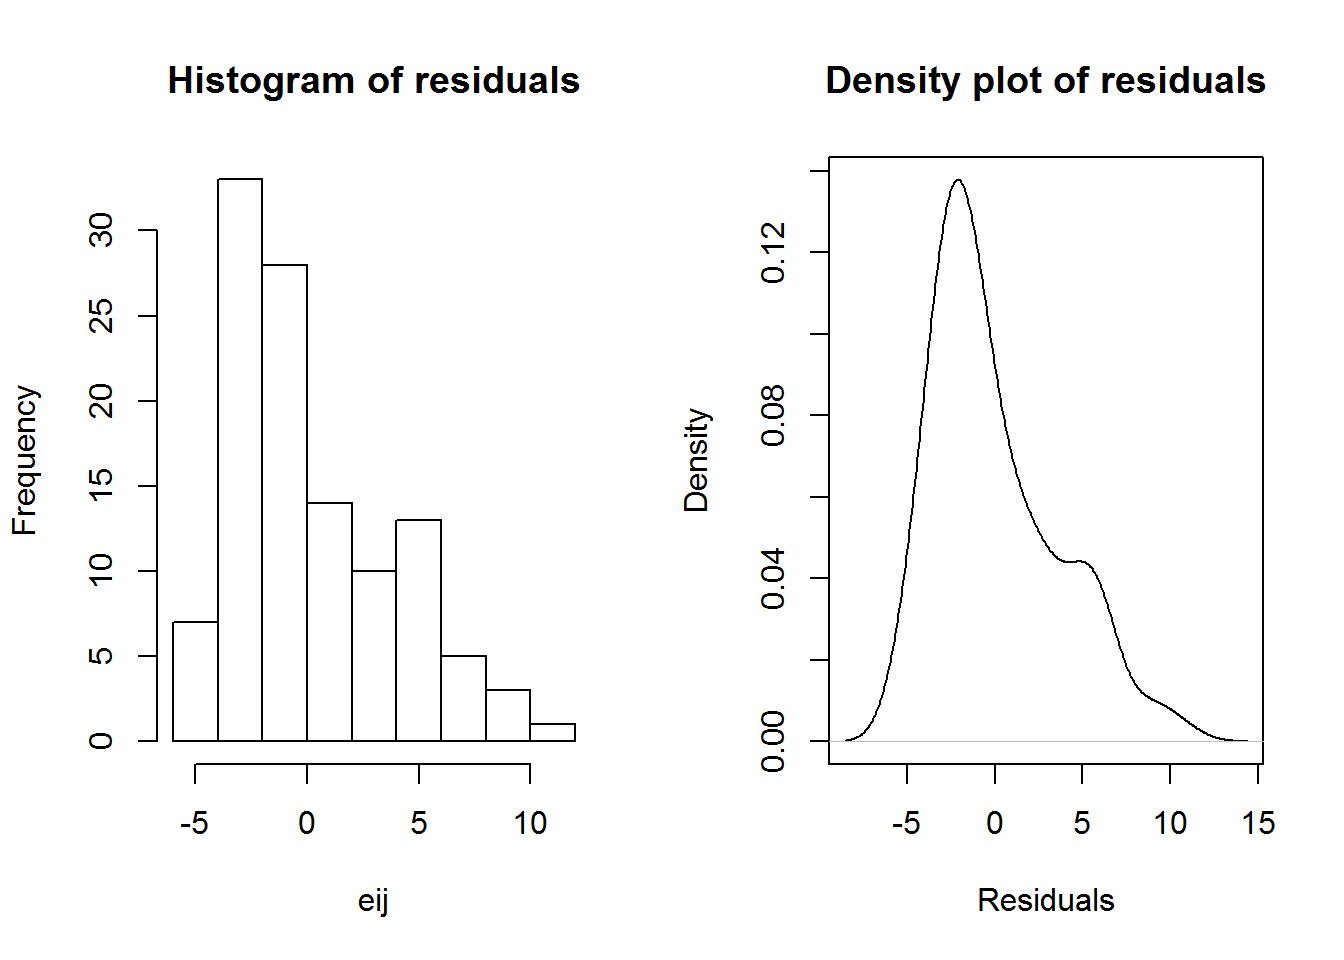 Histogram of residuals
Frequency
0 5 10 15 20 25 30
-5 0 5 10
eij
Density plot of residuals
Density
0.00 0.04 0.08 0.12
-5 0 5 10 15
Residuals